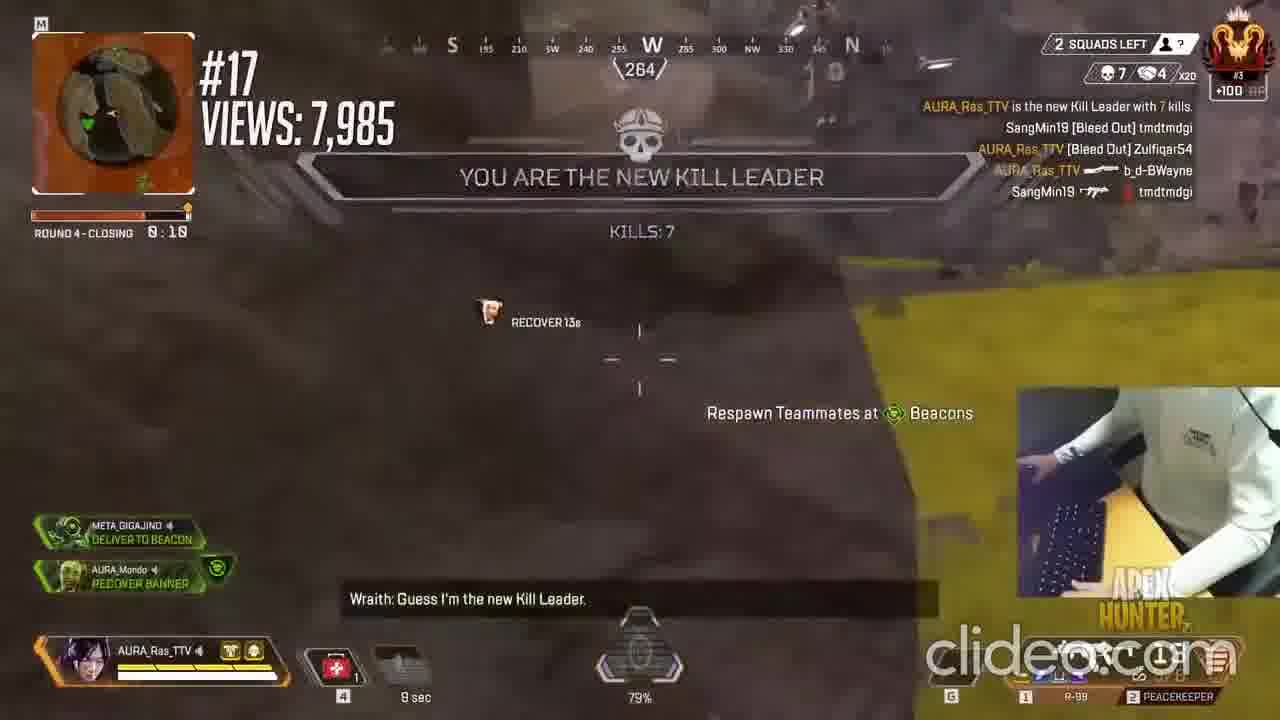 M
#17
VIEWS: 7,985
S 195 210 SW 240 255 W 285 300 NW 330 345 N
264
2 SQUADS LEFT ?
7 4 X20
#3
+100
AURA_Ras_TTV is the new Kill Leader with 7 kills.
SangMin19 [Bleed Out] tmdtmdgi
AURA_Ras_TTV [Bleed Out] Zulfiqar54
AURA_Ras_TTV b_d-BWayne
SangMin19 tmdtmdgi
YOU ARE THE NEW KILL LEADER
KILLS: 7
ROUND 4 - CLOSING 0:10
RECOVER 13s
Respawn Teammates at Beacons
META_GIGAJINO
DELIVER TO BEACON
AURA_Mondo
RECOVER BANNER
Wraith: Guess I'm the new Kill Leader.
APEX
HUNTER
clideo.com
AURA_Ras_TTV
1
4
8 sec
79%
G
18
1 R-99 2 PEACEKEEPER